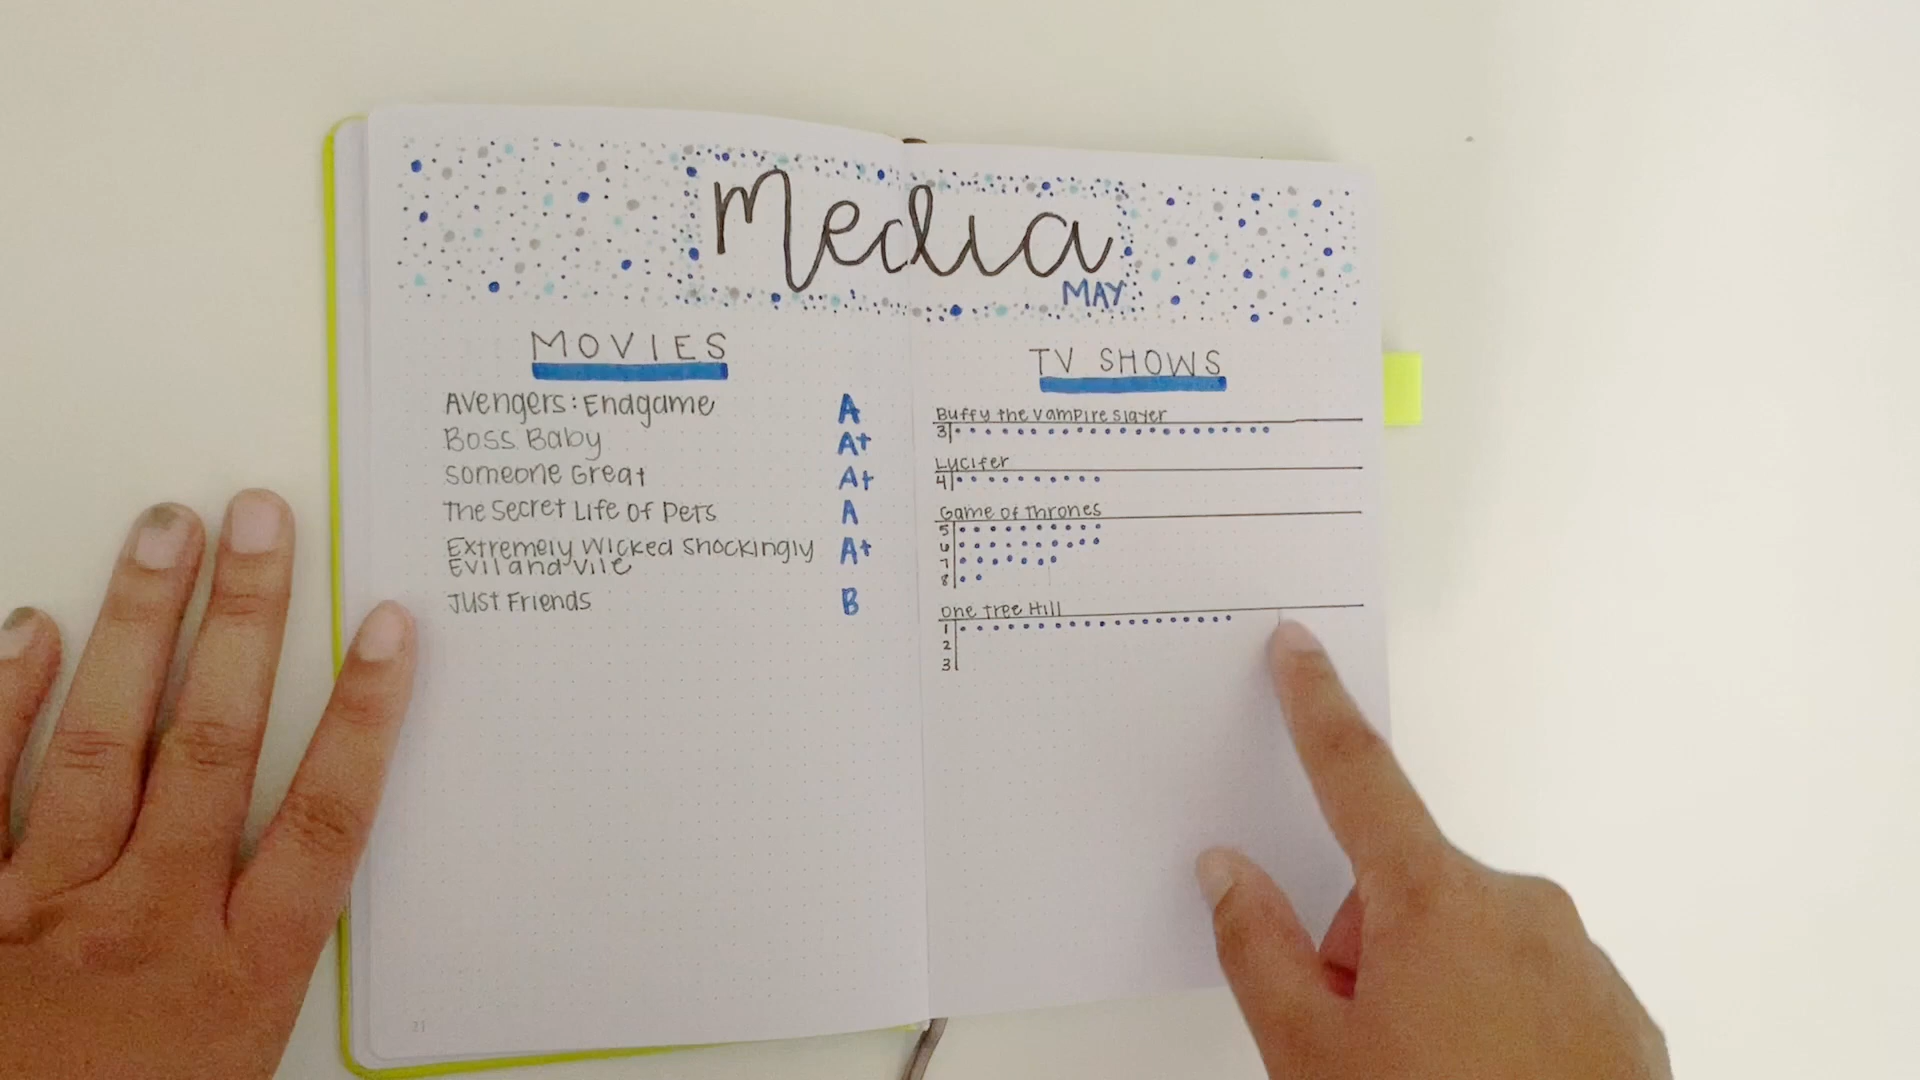 Media
MAY
MOVIES
Avengers: Endgame A
Boss Baby A+
Someone Great A+
The Secret Life of Pets A
Extremely Wicked Shockingly A+
Evil and Vile
Just Friends B
TV SHOWS
Buffy the Vampire Slayer
3
Lucifer
4
Game of Thrones
5
6
7
8
One Tree Hill
1
2
3
21